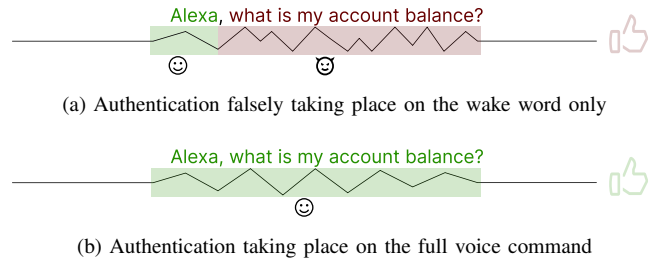 Alexa, what is my account balance?
(a) Authentication falsely taking place on the wake word only
Alexa, what is my account balance?
(b) Authentication taking place on the full voice command